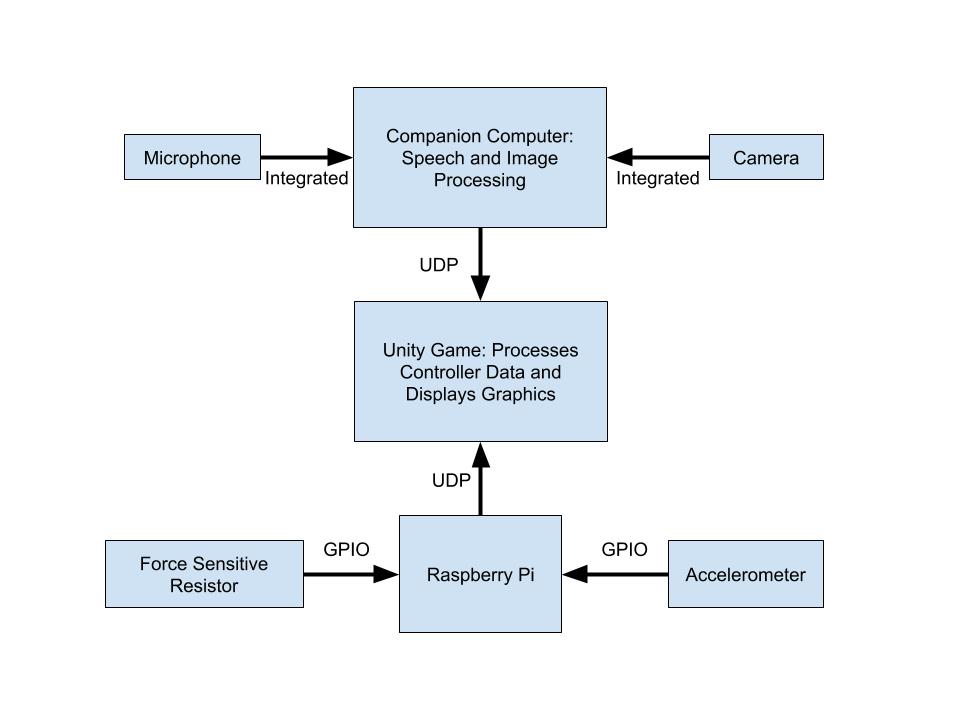 Companion Computer:
Speech and Image
Processing
Microphone
Camera
Integrated
Integrated
UDP
Unity Game: Processes
Controller Data and
Displays Graphics
UDP
GPIO
GPIO
Force Sensitive
Resistor
Raspberry Pi
Accelerometer